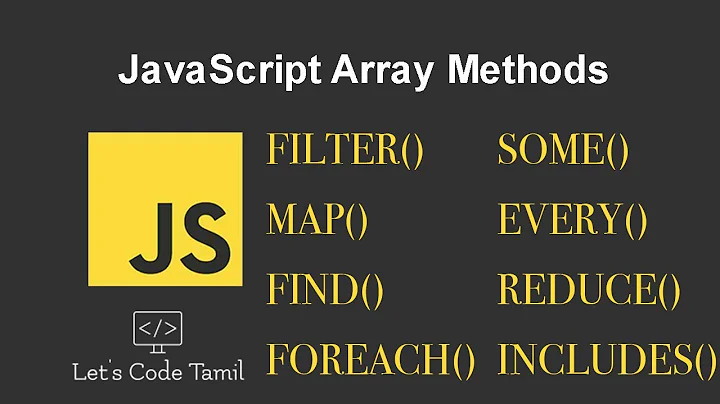 JavaScript Array Methods
JS
</>
Let's Code Tamil
FILTER()
MAP()
FIND()
FOREACH()
SOME()
EVERY()
REDUCE()
INCLUDES()